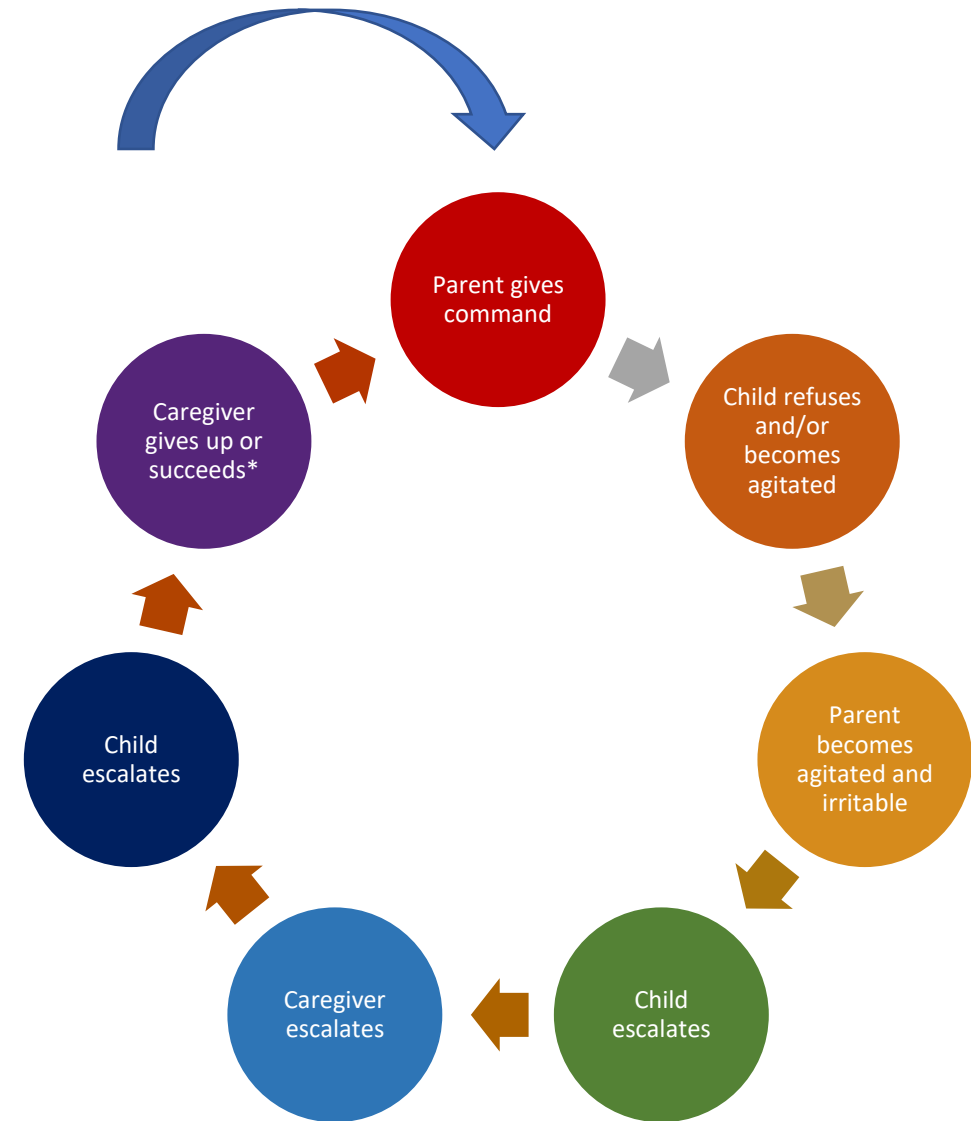 Parent gives
command
Child refuses
and/or
becomes
agitated
Parent
becomes
agitated and
irritable
Child
escalates
Caregiver
escalates
Child
escalates
Caregiver
gives up or
succeeds*